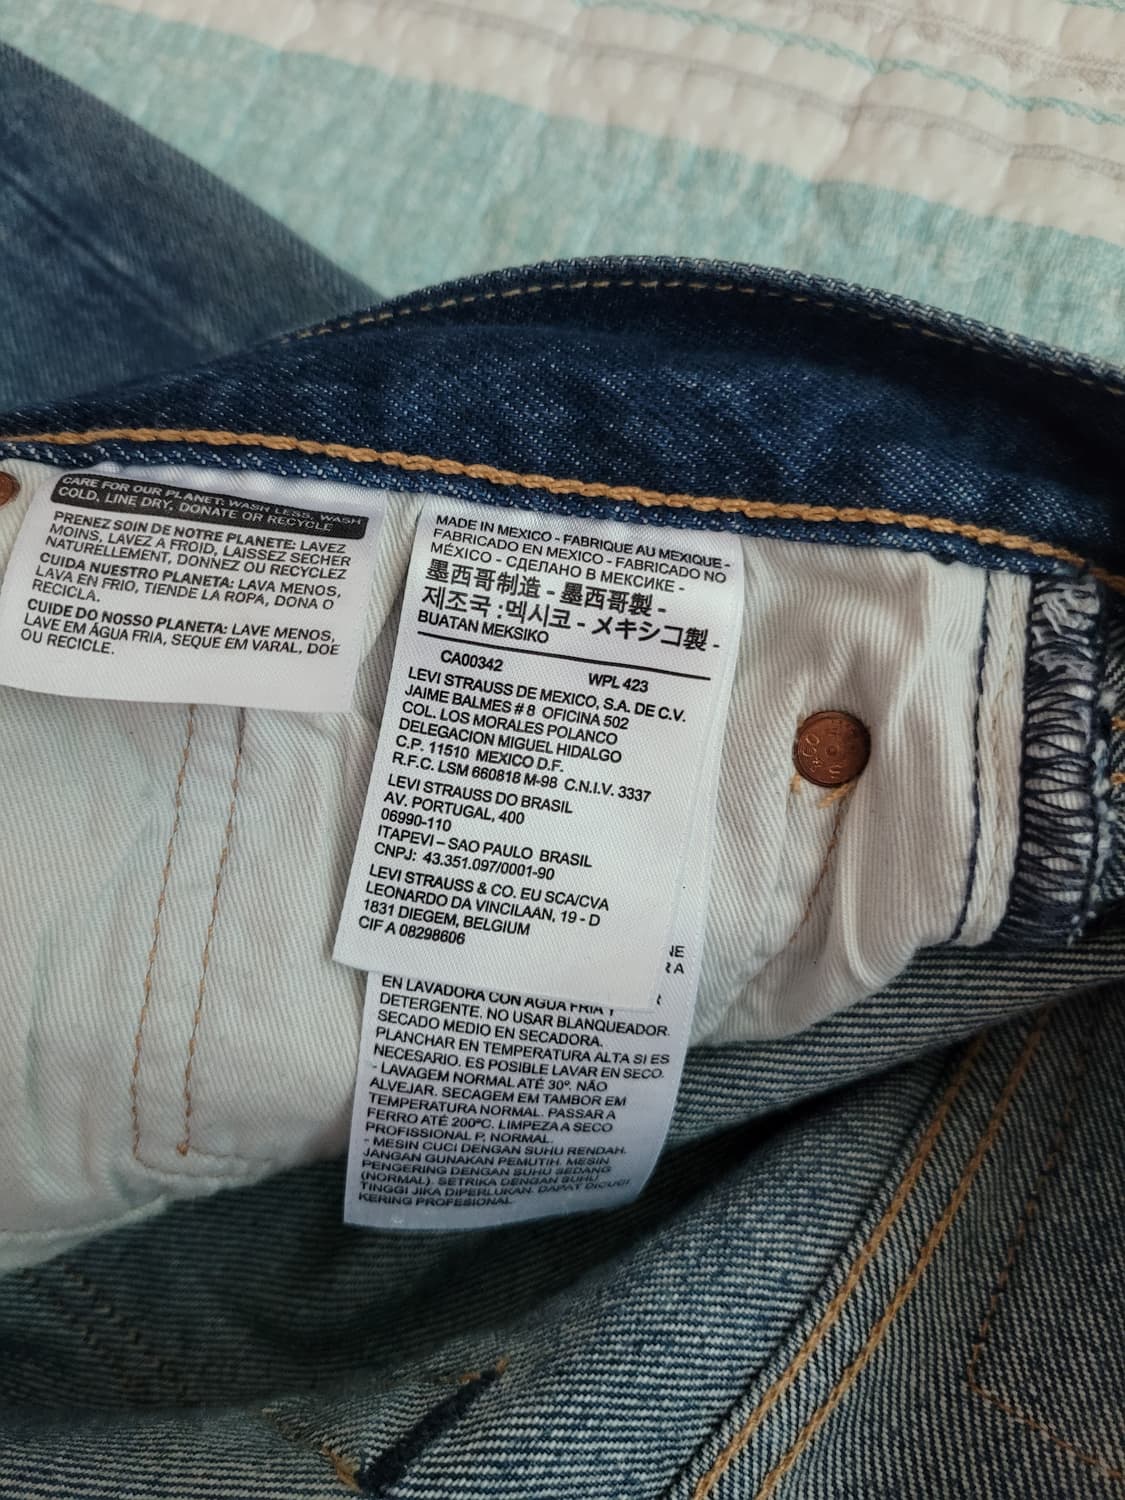 CARE FOR OUR PLANET: WASH LESS, WASH
COLD, LINE DRY, DONATE OR RECYCLE
PRENEZ SOIN DE NOTRE PLANETE: LAVEZ
MOINS, LAVEZ A FROID, LAISSEZ SECHER
NATURELLEMENT, DONNEZ OU RECYCLEZ
CUIDA NUESTRO PLANETA: LAVA MENOS,
LAVA EN FRIO, TIENDE LA ROPA, DONA O
RECICLA.
CUIDE DO NOSSO PLANETA: LAVE MENOS,
LAVE EM ÁGUA FRIA, SEQUE EM VARAL, DOE
OU RECICLE.
MADE IN MEXICO - FABRIQUE AU MEXIQUE -
FABRICADO EN MEXICO - FABRICADO NO
MÉXICO - СДЕЛАНО В МЕКСИКЕ -
墨西哥制造 - 墨西哥製 -
제조국 :멕시코 - メキシコ製 -
BUATAN MEKSIKO
CA00342 WPL 423
LEVI STRAUSS DE MEXICO, S.A. DE C.V.
JAIME BALMES # 8 OFICINA 502
COL. LOS MORALES POLANCO
DELEGACION MIGUEL HIDALGO
C.P. 11510 MEXICO D.F.
R.F.C. LSM 660818 M-98 C.N.I.V. 3337
LEVI STRAUSS DO BRASIL
AV. PORTUGAL, 400
06990-110
ITAPEVI – SAO PAULO BRASIL
CNPJ: 43.351.097/0001-90
LEVI STRAUSS & CO. EU SCA/CVA
LEONARDO DA VINCILAAN, 19 - D
1831 DIEGEM, BELGIUM
CIF A 08298606
EN LAVADORA CON AGUA FRIA Y
DETERGENTE. NO USAR BLANQUEADOR.
SECADO MEDIO EN SECADORA.
PLANCHAR EN TEMPERATURA ALTA SI ES
NECESARIO. ES POSIBLE LAVAR EN SECO.
- LAVAGEM NORMAL ATÉ 30º. NÃO
ALVEJAR. SECAGEM EM TAMBOR EM
TEMPERATURA NORMAL. PASSAR A
FERRO ATÉ 200ºC. LIMPEZA A SECO
PROFISSIONAL P, NORMAL.
- MESIN CUCI DENGAN SUHU RENDAH.
JANGAN GUNAKAN PEMUTIH. MESIN
PENGERING DENGAN SUHU SEDANG
(NORMAL). SETRIKA DENGAN SUHU
TINGGI JIKA DIPERLUKAN. DAPAT DICUCI
KERING PROFESIONAL.